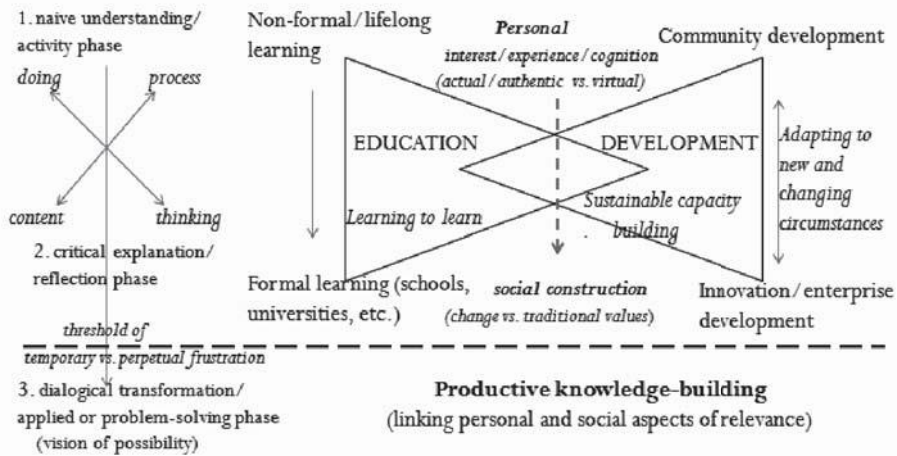 1. naive understanding/
activity phase
doing
process
content
thinking
2. critical explanation/
reflection phase
threshold of
temporary vs. perpetual frustration
3. dialogical transformation/
applied or problem-solving phase
(vision of possibility)
Non-formal/lifelong
learning
Personal
interest/experience/cognition
(actual/authentic vs. virtual)
Community development
EDUCATION
DEVELOPMENT
Adapting to
new and
changing
circumstances
Learning to learn
Sustainable capacity
building
Formal learning (schools,
universities, etc.)
social construction
(change vs. traditional values)
Innovation/enterprise
development
Productive knowledge-building
(linking personal and social aspects of relevance)